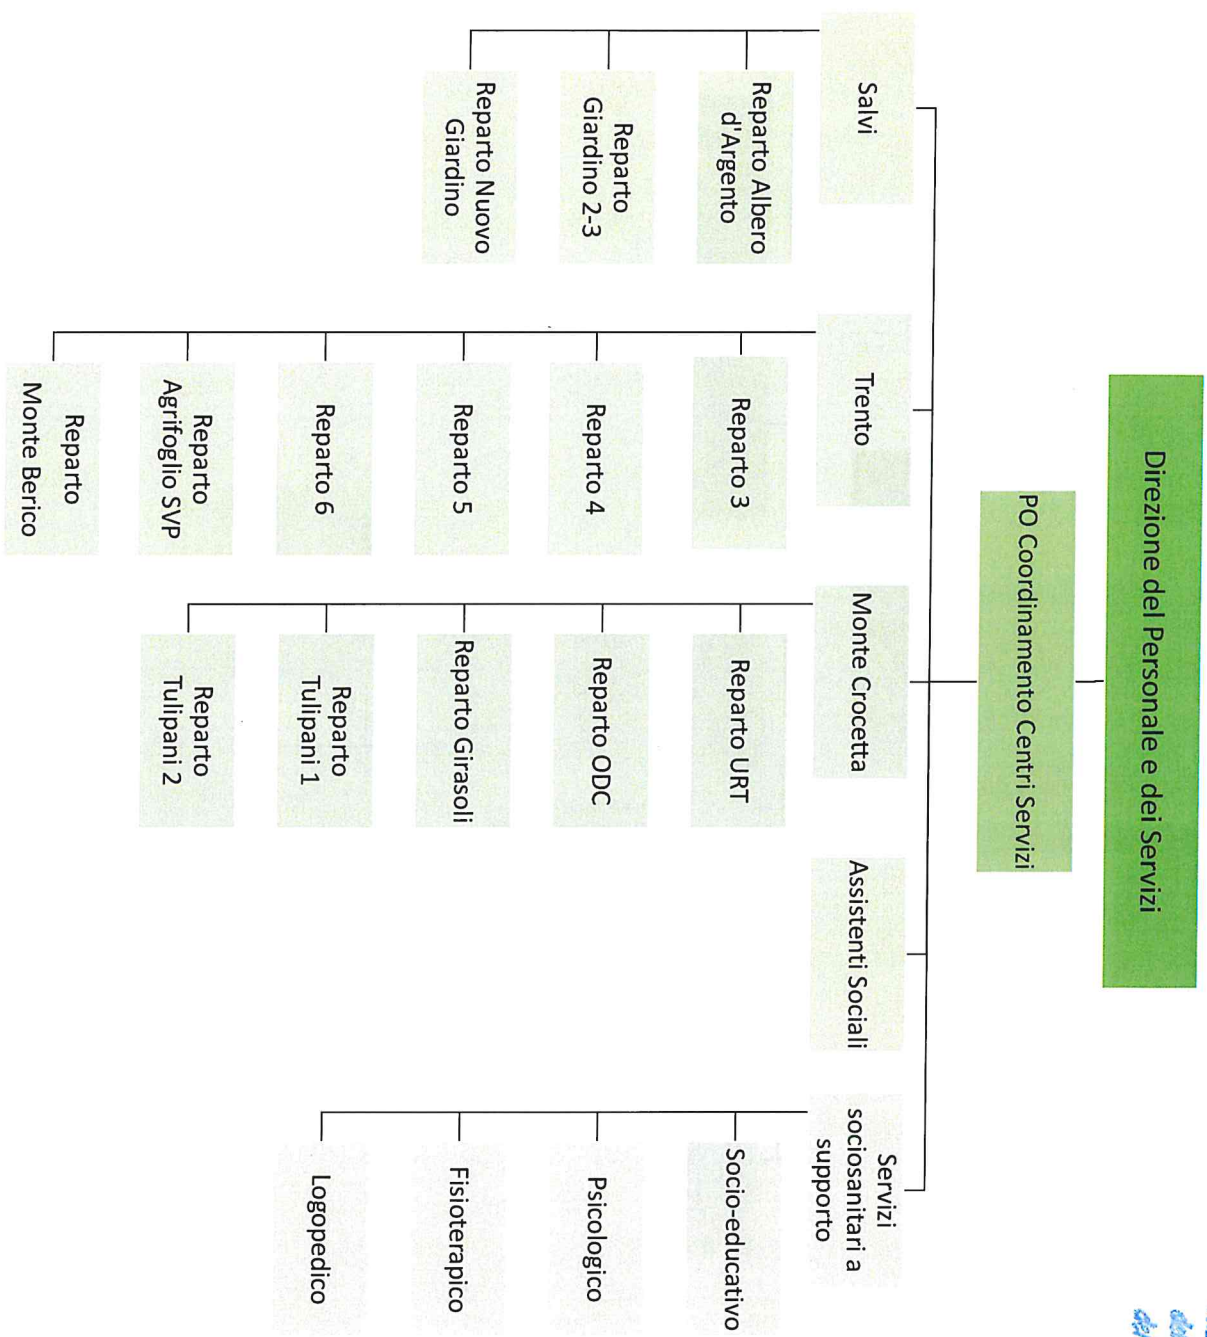 Direzione del Personale e dei Servizi
PO Coordinamento Centri Servizi
Salvi
Reparto Albero
d'Argento
Reparto
Giardino 2-3
Reparto Nuovo
Giardino
Trento
Reparto 3
Reparto 4
Reparto 5
Reparto 6
Reparto
Agrifoglio SVP
Reparto
Monte Berico
Monte Crocetta
Reparto URT
Reparto ODC
Reparto Girasoli
Reparto
Tulipani 1
Reparto
Tulipani 2
Assistenti Sociali
Servizi
sociosanitari a
supporto
Socio-educativo
Psicologico
Fisioterapico
Logopedico